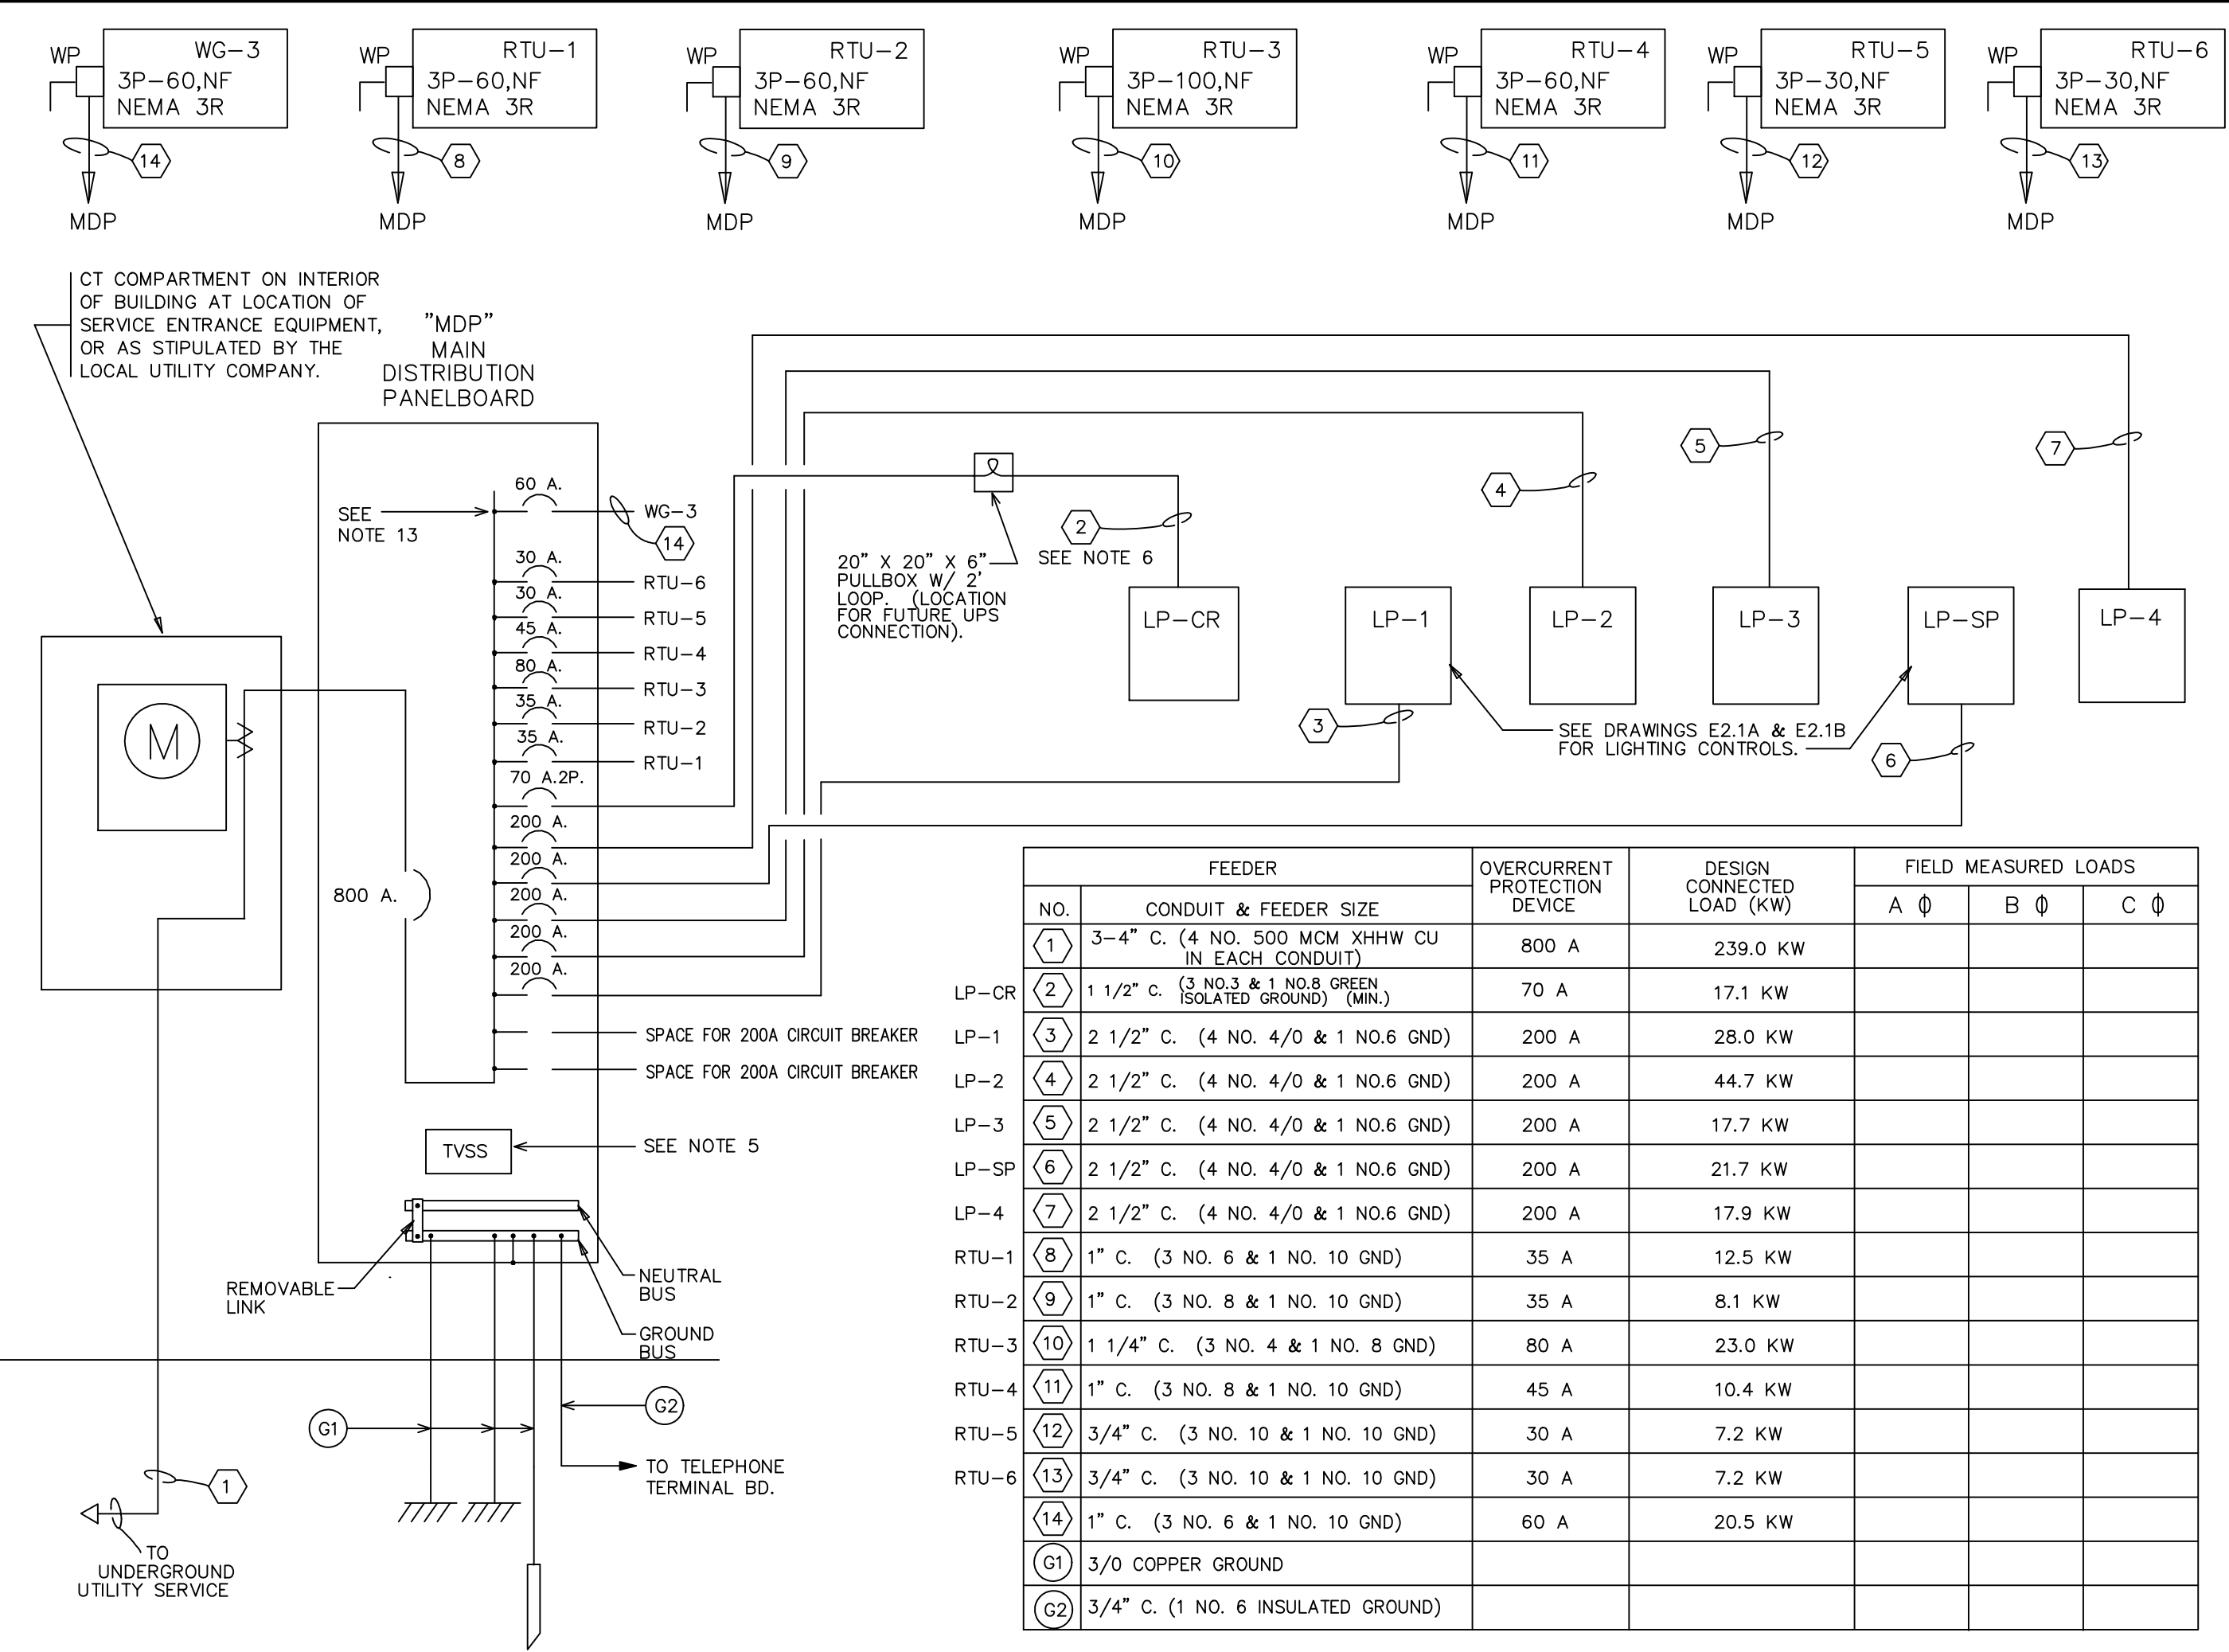 WP
WG-3
3P-60,NF
NEMA 3R
14
MDP
WP
RTU-1
3P-60,NF
NEMA 3R
8
MDP
WP
RTU-2
3P-60,NF
NEMA 3R
9
MDP
WP
RTU-3
3P-100,NF
NEMA 3R
10
MDP
WP
RTU-4
3P-60,NF
NEMA 3R
11
MDP
WP
RTU-5
3P-30,NF
NEMA 3R
12
MDP
WP
RTU-6
3P-30,NF
NEMA 3R
13
MDP
CT COMPARTMENT ON INTERIOR
OF BUILDING AT LOCATION OF
SERVICE ENTRANCE EQUIPMENT,
OR AS STIPULATED BY THE
LOCAL UTILITY COMPANY.
"MDP"
MAIN
DISTRIBUTION
PANELBOARD
SEE
NOTE 13
60 A.
WG-3
14
30 A.
RTU-6
30 A.
RTU-5
45 A.
RTU-4
80 A.
RTU-3
35 A.
RTU-2
35 A.
RTU-1
70 A.2P.
200 A.
200 A.
200 A.
200 A.
200 A.
800 A.
M
SPACE FOR 200A CIRCUIT BREAKER
SPACE FOR 200A CIRCUIT BREAKER
TVSS
SEE NOTE 5
REMOVABLE
LINK
NEUTRAL
BUS
GROUND
BUS
G1
G2
TO TELEPHONE
TERMINAL BD.
1
TO
UNDERGROUND
UTILITY SERVICE
20" X 20" X 6"
PULLBOX W/ 2'
LOOP. (LOCATION
FOR FUTURE UPS
CONNECTION).
2
SEE NOTE 6
4
5
7
LP-CR
LP-1
LP-2
LP-3
LP-SP
LP-4
3
SEE DRAWINGS E2.1A & E2.1B
FOR LIGHTING CONTROLS.
6
FEEDER
OVERCURRENT
PROTECTION
DEVICE
DESIGN
CONNECTED
LOAD (KW)
FIELD MEASURED LOADS
NO. CONDUIT & FEEDER SIZE
A ϕ B ϕ C ϕ
1 3-4" C. (4 NO. 500 MCM XHHW CU
IN EACH CONDUIT)
800 A 239.0 KW
LP-CR 2 1 1/2" C. (3 NO.3 & 1 NO.8 GREEN
ISOLATED GROUND) (MIN.)
70 A 17.1 KW
LP-1 3 2 1/2" C. (4 NO. 4/0 & 1 NO.6 GND) 200 A 28.0 KW
LP-2 4 2 1/2" C. (4 NO. 4/0 & 1 NO.6 GND) 200 A 44.7 KW
LP-3 5 2 1/2" C. (4 NO. 4/0 & 1 NO.6 GND) 200 A 17.7 KW
LP-SP 6 2 1/2" C. (4 NO. 4/0 & 1 NO.6 GND) 200 A 21.7 KW
LP-4 7 2 1/2" C. (4 NO. 4/0 & 1 NO.6 GND) 200 A 17.9 KW
RTU-1 8 1" C. (3 NO. 6 & 1 NO. 10 GND) 35 A 12.5 KW
RTU-2 9 1" C. (3 NO. 8 & 1 NO. 10 GND) 35 A 8.1 KW
RTU-3 10 1 1/4" C. (3 NO. 4 & 1 NO. 8 GND) 80 A 23.0 KW
RTU-4 11 1" C. (3 NO. 8 & 1 NO. 10 GND) 45 A 10.4 KW
RTU-5 12 3/4" C. (3 NO. 10 & 1 NO. 10 GND) 30 A 7.2 KW
RTU-6 13 3/4" C. (3 NO. 10 & 1 NO. 10 GND) 30 A 7.2 KW
14 1" C. (3 NO. 6 & 1 NO. 10 GND) 60 A 20.5 KW
G1 3/0 COPPER GROUND
G2 3/4" C. (1 NO. 6 INSULATED GROUND)